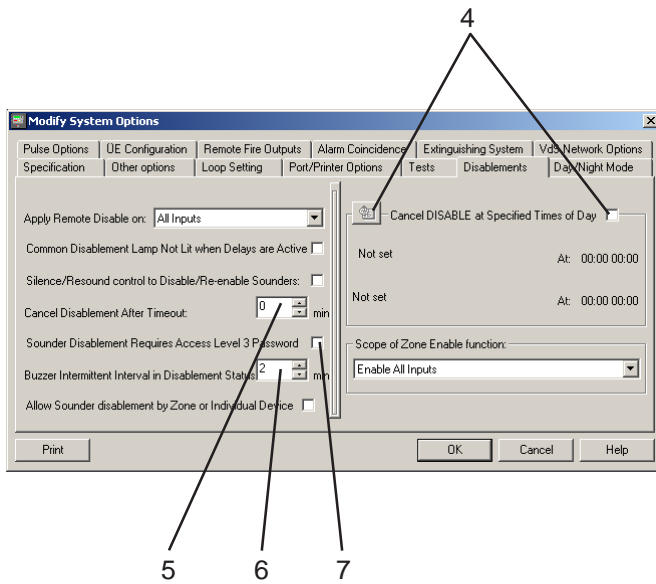 4
Modify System Options
Pulse Options UE Configuration Remote Fire Outputs Alarm Coincidence Extinguishing System VdS Network Options
Specification Other options Loop Setting Port/Printer Options Tests Disablements Day/Night Mode
Apply Remote Disable on: All Inputs
Common Disablement Lamp Not Lit when Delays are Active
Silence/Resound control to Disable/Re-enable Sounders:
Cancel Disablement After Timeout: 0 min
Sounder Disablement Requires Access Level 3 Password
Buzzer Intermittent Interval in Disablement Status 2 min
Allow Sounder disablement by Zone or Individual Device
Cancel DISABLE at Specified Times of Day
Not set At: 00:00 00:00
Not set At: 00:00 00:00
Scope of Zone Enable function:
Enable All Inputs
Print OK Cancel Help
5 6 7